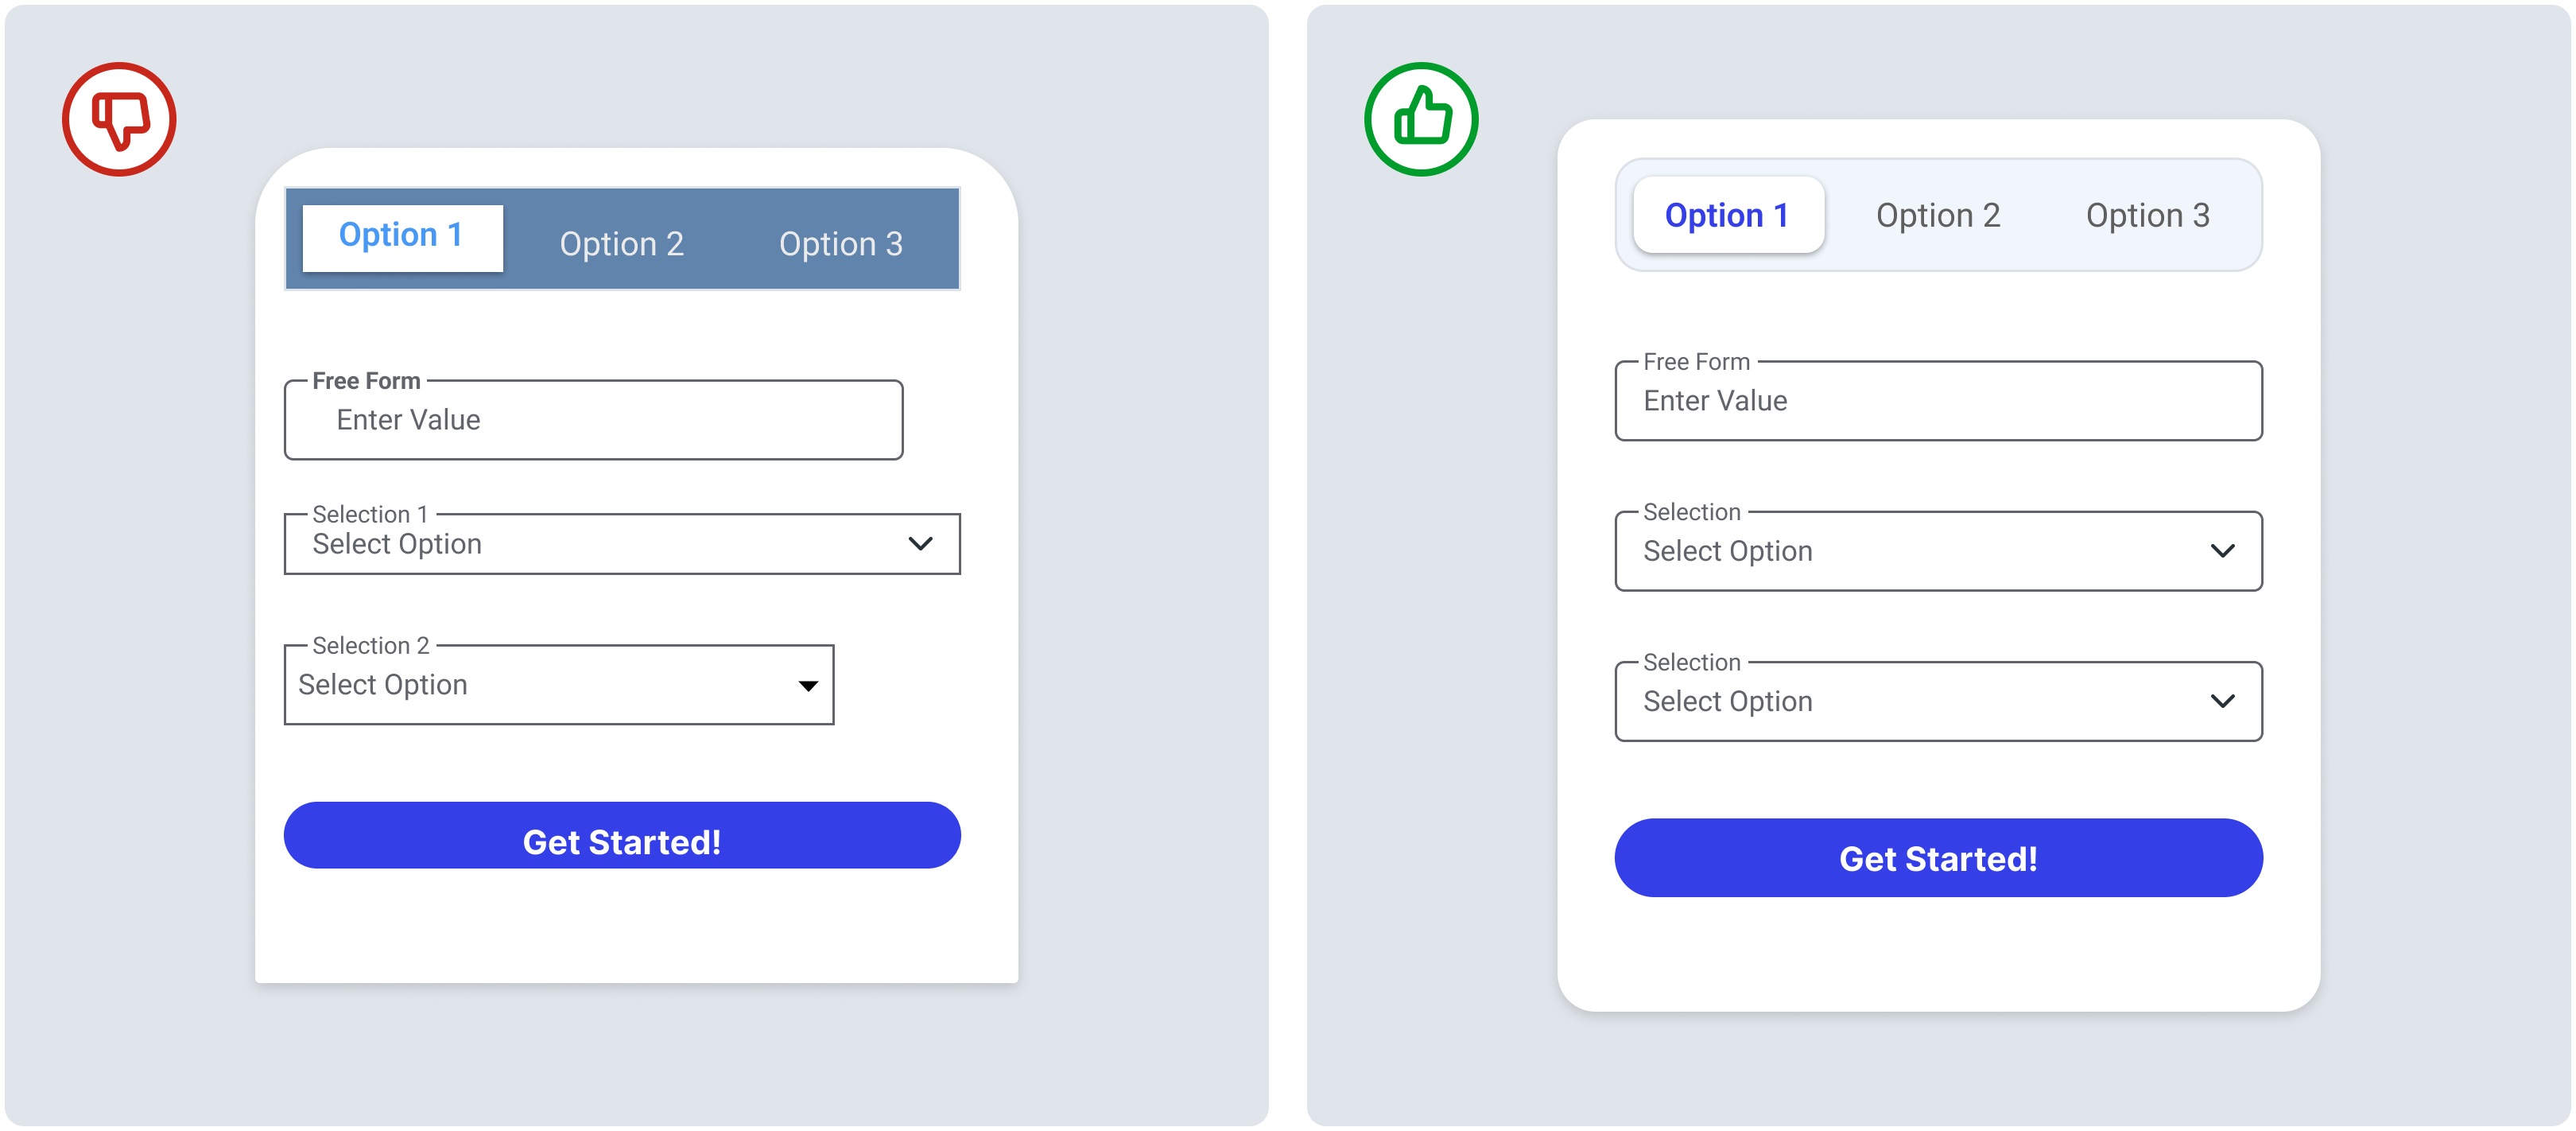 Option 1
Option 2
Option 3
Free Form
Enter Value
Selection 1
Select Option
Selection 2
Select Option
Get Started!
Option 1
Option 2
Option 3
Free Form
Enter Value
Selection
Select Option
Selection
Select Option
Get Started!